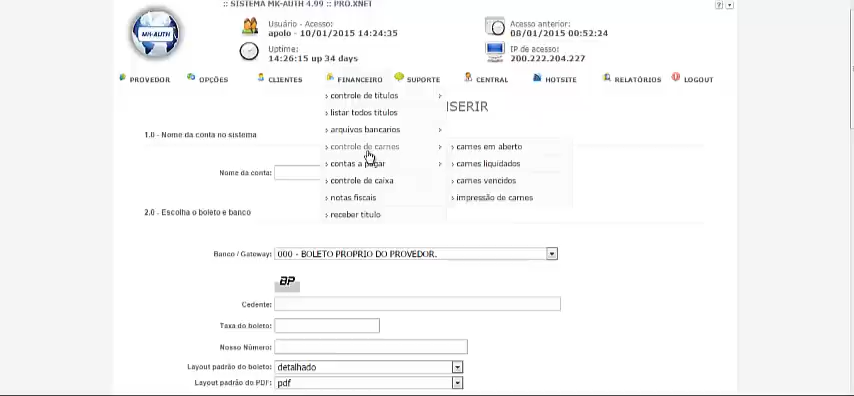 :: SISTEMA MK-AUTH 4.99 :: PRO.XNET
MK-AUTH
Usuário - Acesso:
apolo - 10/01/2015 14:24:35
Acesso anterior:
08/01/2015 00:52:24
Uptime:
14:26:15 up 34 days
IP de acesso:
200.222.204.227
PROVEDOR OPÇÕES CLIENTES FINANCEIRO SUPORTE CENTRAL HOTSITE RELATÓRIOS LOGOUT
› controle de titulos ›
› listar todos titulos
› arquivos bancarios ›
› controle de carnes ›
› contas a pagar ›
› controle de caixa
› notas fiscais
› receber titulo
› carnes em aberto
› carnes liquidados
› carnes vencidos
› impressão de carnes
INSERIR
1.0 - Nome da conta no sistema
Nome da conta:
2.0 - Escolha o boleto e banco
Banco / Gateway: 000 - BOLETO PROPRIO DO PROVEDOR.
BP
Cedente:
Taxa do boleto:
Nosso Número:
Layout padrão do boleto: detalhado
Layout padrão do PDF: pdf